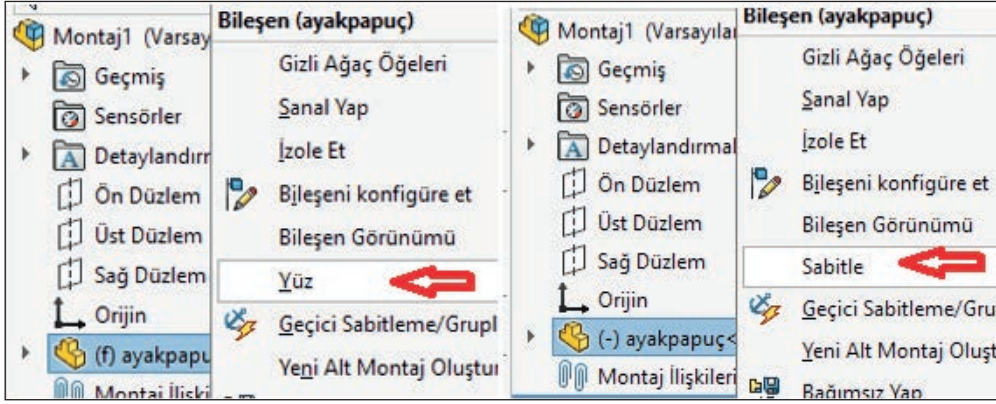 Montaj1 (Varsay
Geçmiş
Sensörler
Detaylandırr
Ön Düzlem
Üst Düzlem
Sağ Düzlem
Orijin
(f) ayakpapu
Montaj İlişki
Bileşen (ayakpapuç)
Gizli Ağaç Öğeleri
Sanal Yap
İzole Et
Bileşeni konfigüre et
Bileşen Görünümü
Yüz
Geçici Sabitleme/Grupl
Yeni Alt Montaj Oluştur
Montaj1 (Varsayılar
Geçmiş
Sensörler
Detaylandırmal
Ön Düzlem
Üst Düzlem
Sağ Düzlem
Orijin
(-) ayakpapuç<
Montaj İlişkileri
Bileşen (ayakpapuç)
Gizli Ağaç Öğeleri
Sanal Yap
İzole Et
Bileşeni konfigüre et
Bileşen Görünümü
Sabitle
Geçici Sabitleme/Gru
Yeni Alt Montaj Oluşt
Bağımsız Yap